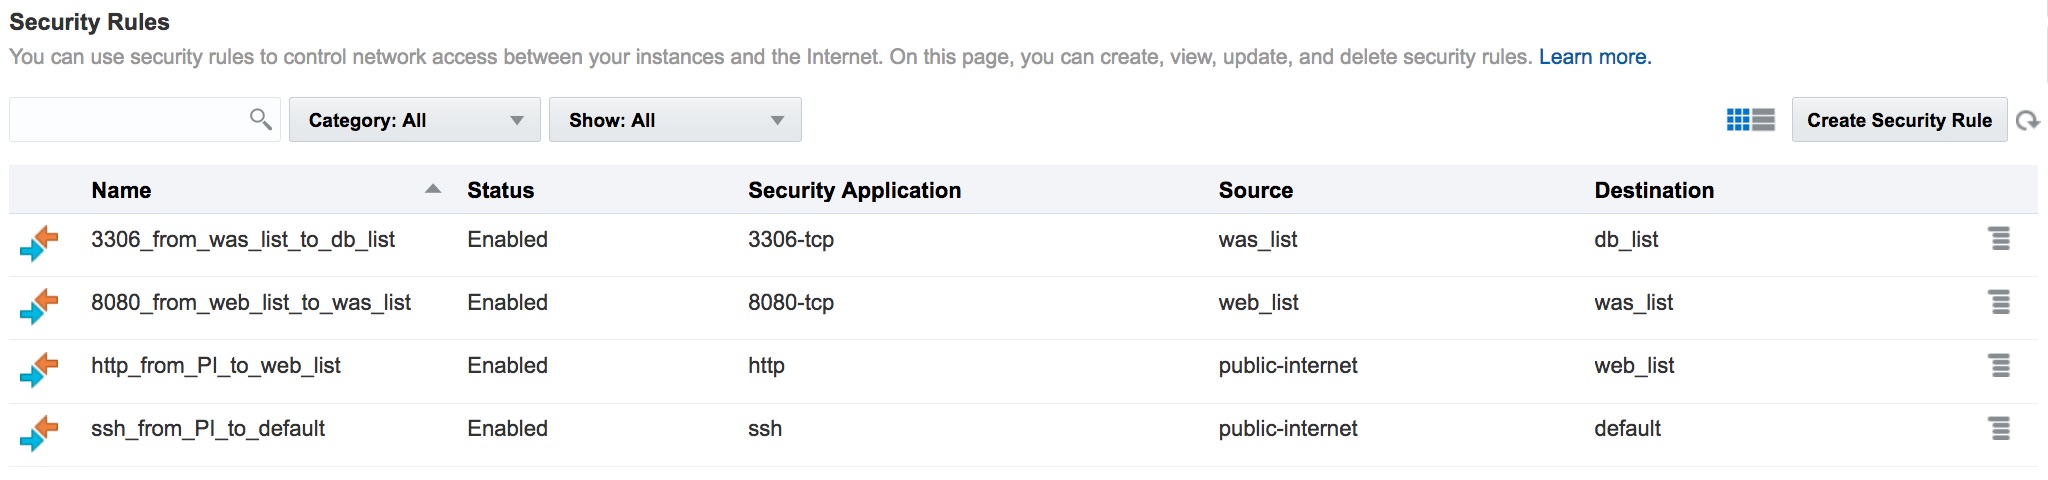 Security Rules
You can use security rules to control network access between your instances and the Internet. On this page, you can create, view, update, and delete security rules. Learn more.
Category: All Show: All Create Security Rule
Name Status Security Application Source Destination
3306_from_was_list_to_db_list Enabled 3306-tcp was_list db_list
8080_from_web_list_to_was_list Enabled 8080-tcp web_list was_list
http_from_PI_to_web_list Enabled http public-internet web_list
ssh_from_PI_to_default Enabled ssh public-internet default